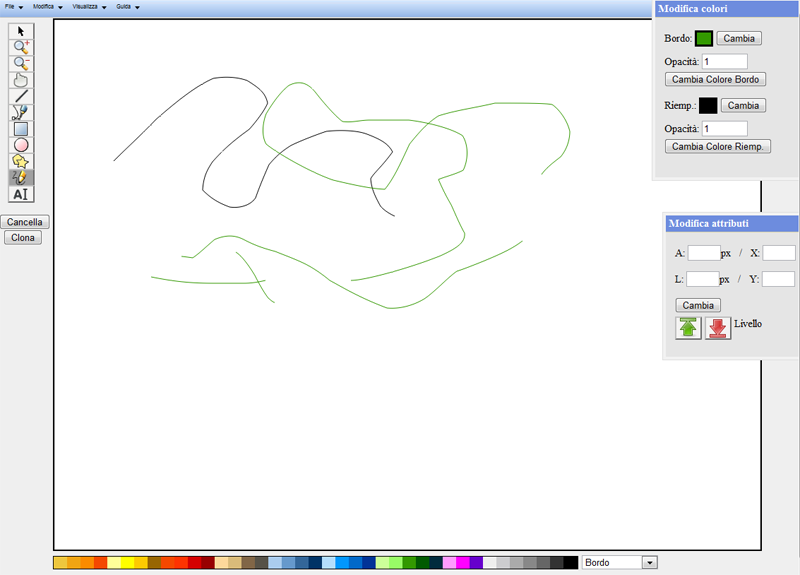 File Modifica Visualizza Guida
Modifica colori
Bordo: Cambia
Opacità: 1
Cambia Colore Bordo
Riemp.: Cambia
Opacità: 1
Cambia Colore Riemp.
AI
Cancella
Clona
Modifica attributi
A: px / X:
L: px / Y:
Cambia
Livello
Bordo